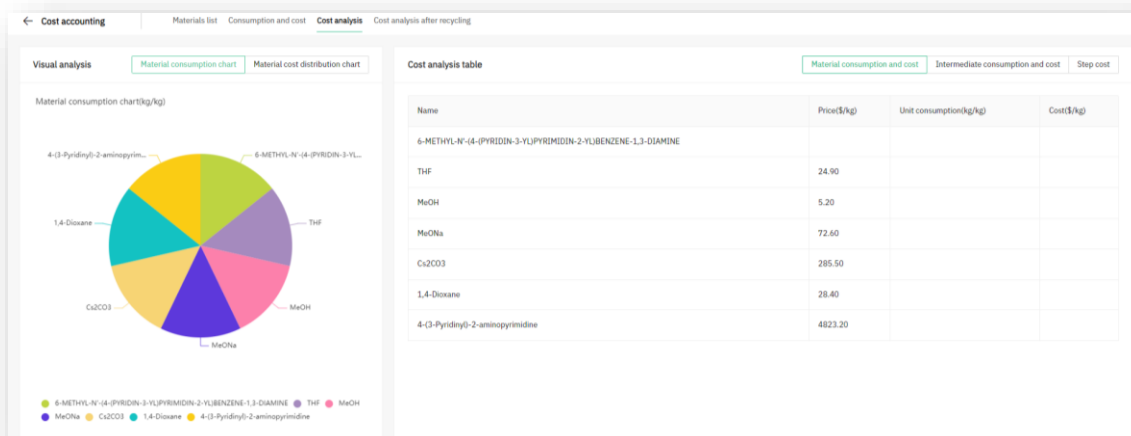 ← Cost accounting Materials list Consumption and cost Cost analysis Cost analysis after recycling
Visual analysis Material consumption chart Material cost distribution chart
Material consumption chart(kg/kg)
4-(3-Pyridinyl)-2-aminopyrim...
6-METHYL-N'-(4-(PYRIDIN-3-YL...
1,4-Dioxane
THF
Cs2CO3
MeOH
MeONa
6-METHYL-N'-(4-(PYRIDIN-3-YL)PYRIMIDIN-2-YL)BENZENE-1,3-DIAMINE THF MeOH
MeONa Cs2CO3 1,4-Dioxane 4-(3-Pyridinyl)-2-aminopyrimidine
Cost analysis table Material consumption and cost Intermediate consumption and cost Step cost
Name Price($/kg) Unit consumption(kg/kg) Cost($/kg)
6-METHYL-N'-(4-(PYRIDIN-3-YL)PYRIMIDIN-2-YL)BENZENE-1,3-DIAMINE
THF 24.90
MeOH 5.20
MeONa 72.60
Cs2CO3 285.50
1,4-Dioxane 28.40
4-(3-Pyridinyl)-2-aminopyrimidine 4823.20